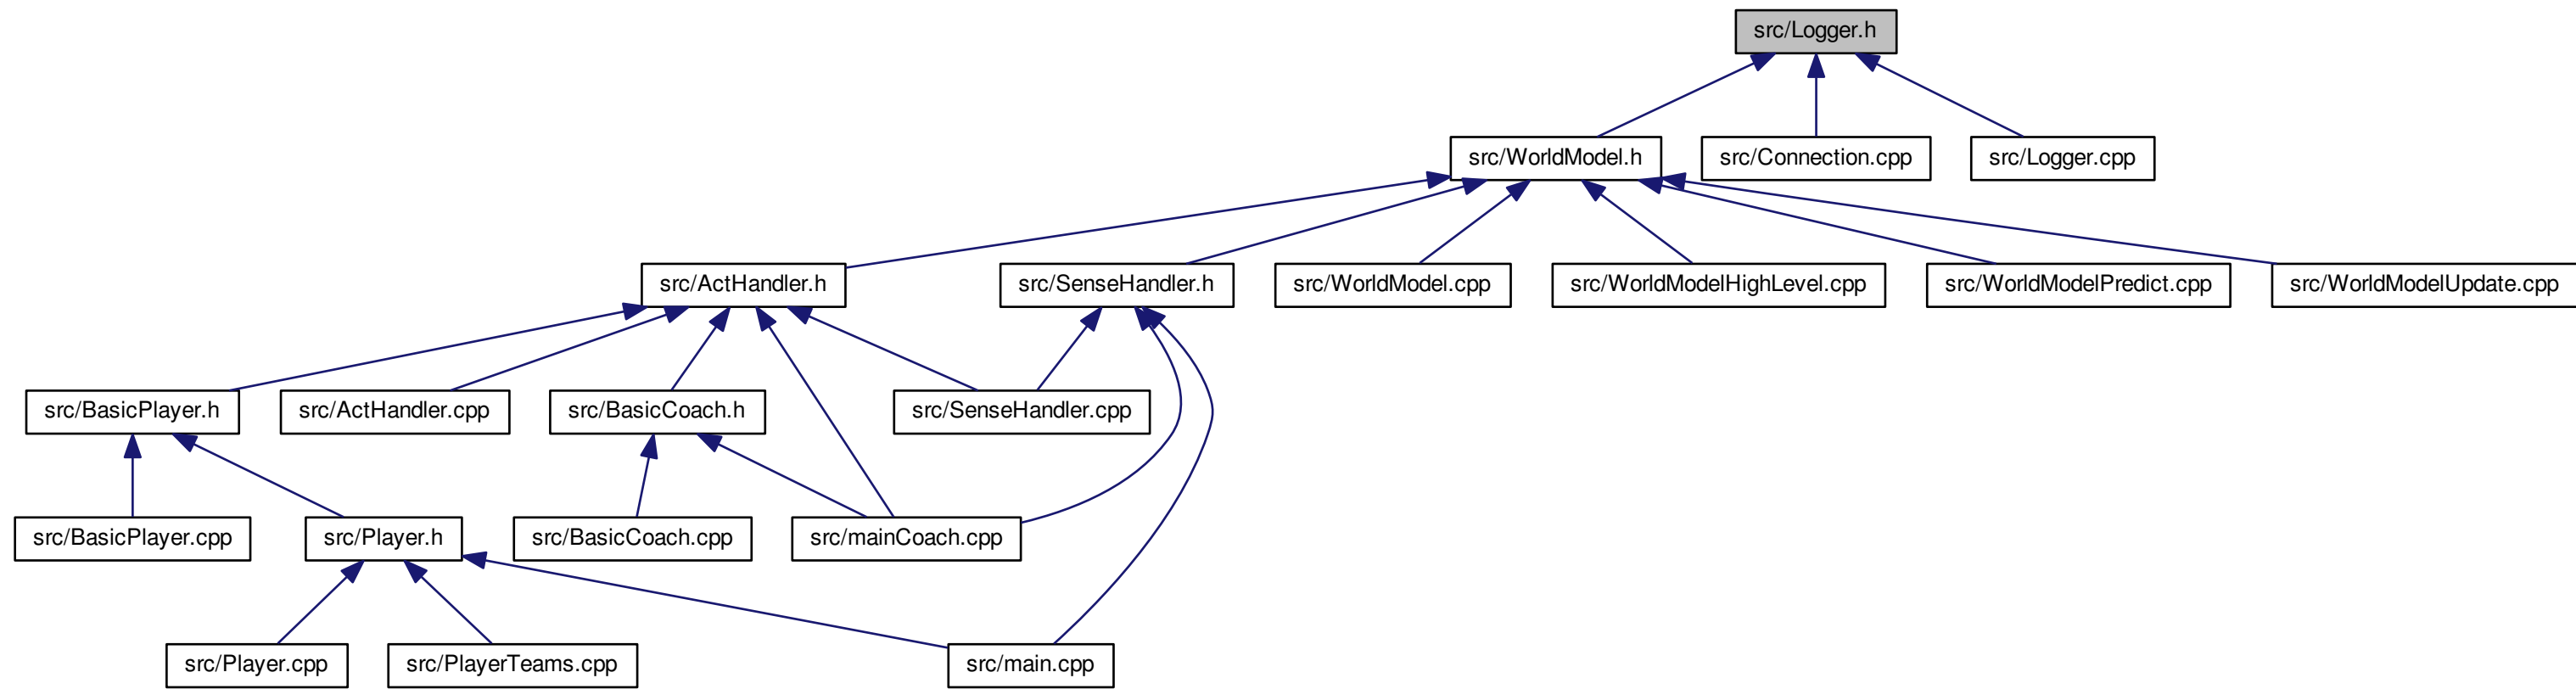 src/Logger.h
src/WorldModel.h
src/Connection.cpp
src/Logger.cpp
src/ActHandler.h
src/SenseHandler.h
src/WorldModel.cpp
src/WorldModelHighLevel.cpp
src/WorldModelPredict.cpp
src/WorldModelUpdate.cpp
src/BasicPlayer.h
src/ActHandler.cpp
src/BasicCoach.h
src/SenseHandler.cpp
src/BasicPlayer.cpp
src/Player.h
src/BasicCoach.cpp
src/mainCoach.cpp
src/Player.cpp
src/PlayerTeams.cpp
src/main.cpp